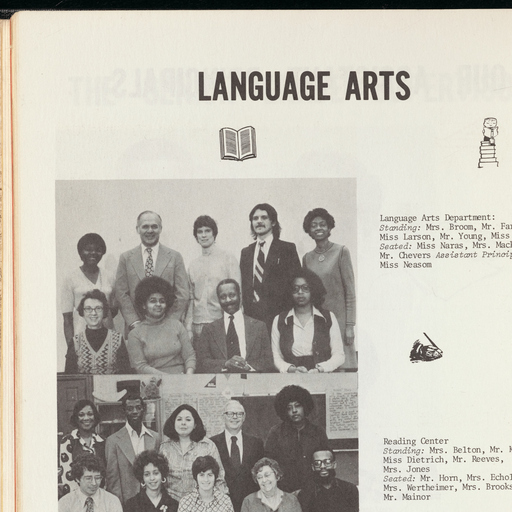 LANGUAGE ARTS
Language Arts Department:
Standing: Mrs. Broom, Mr.
Miss Larson, Mr. Young, Miss
Seated: Miss Naras, Mrs.
Mr. Chevers Assistant
Miss Neasom
Reading Center
Standing: Mrs. Belton, Mr.
Miss Dietrich, Mr. Reeves,
Mrs. Jones
Seated: Mr. Horn, Mrs.
Mrs. Wertheimer, Mrs.
Mr. Mainor